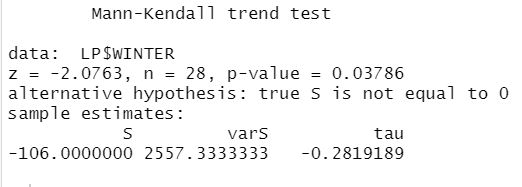 Mann-Kendall trend test
data: LP$WINTER
z = -2.0763, n = 28, p-value = 0.03786
alternative hypothesis: true S is not equal to 0
sample estimates:
S varS tau
-106.0000000 2557.3333333 -0.2819189